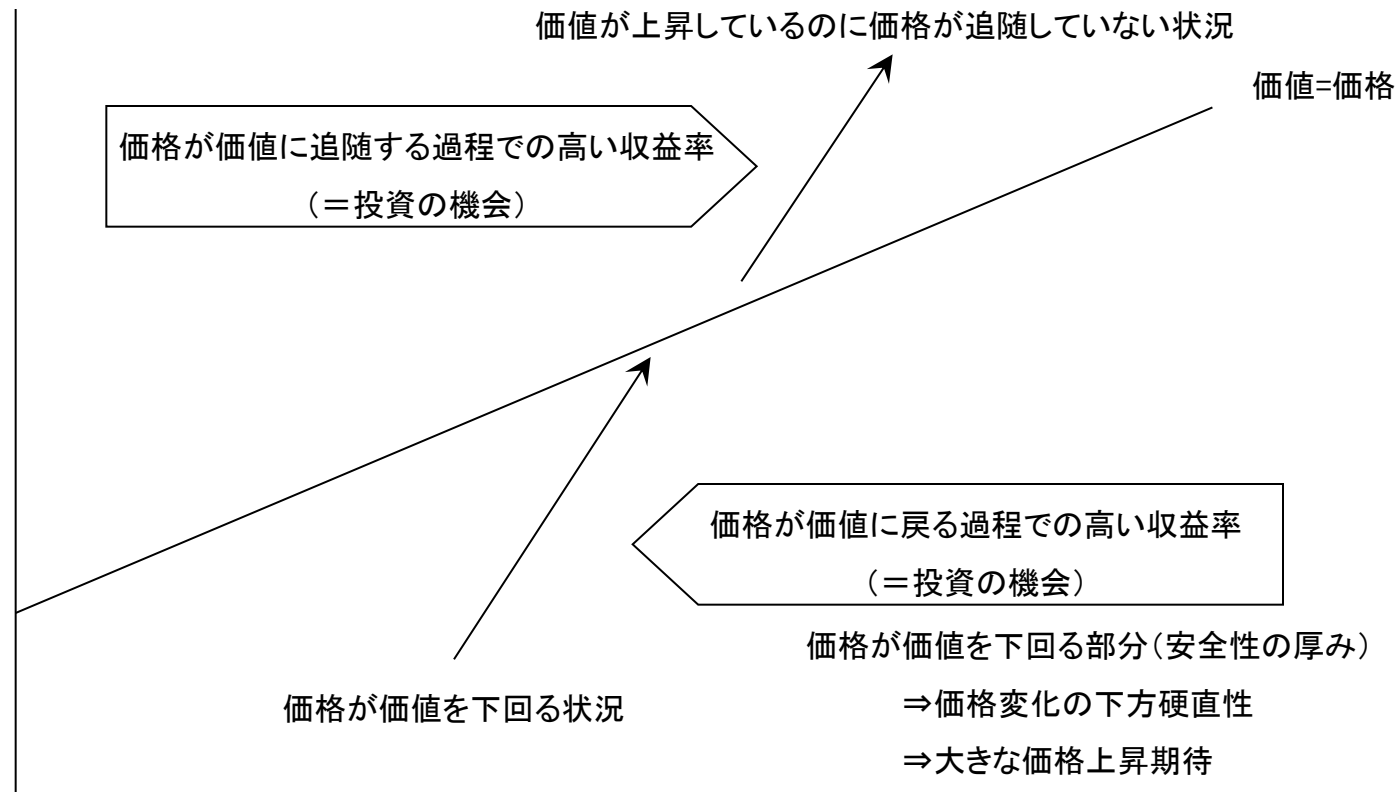 価値が上昇しているのに価格が追随していない状況
価値=価格
価格が価値に追随する過程での高い収益率
（＝投資の機会）
価格が価値に戻る過程での高い収益率
（＝投資の機会）
価格が価値を下回る部分（安全性の厚み）
価格が価値を下回る状況
⇒価格変化の下方硬直性
⇒大きな価格上昇期待